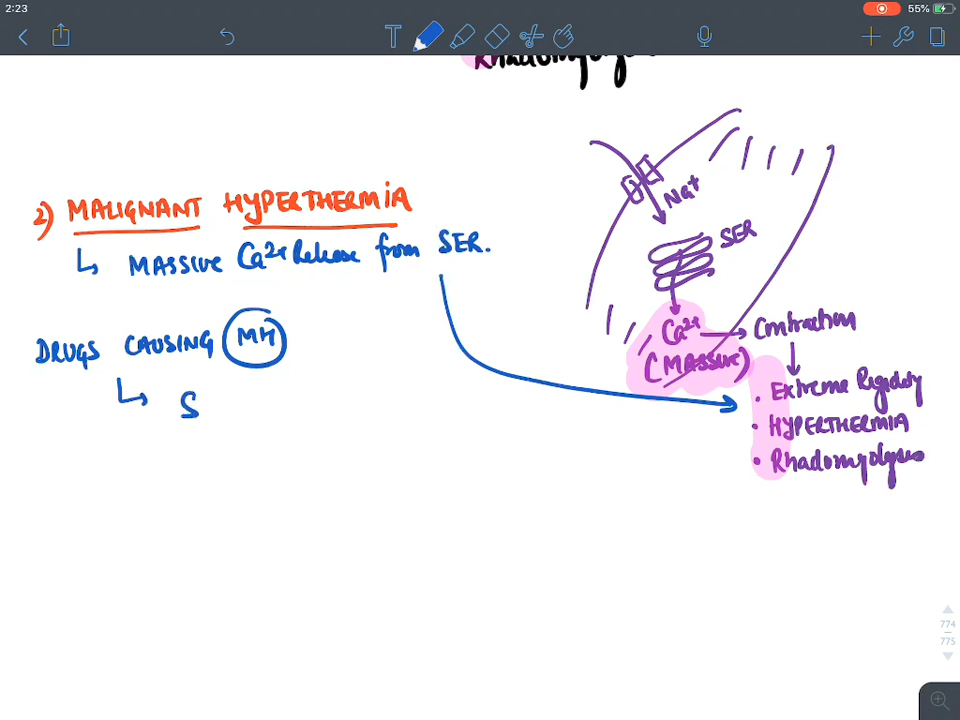 2:23
55%
T
2) MALIGNANT HYPERTHERMIA
MASSIVE Ca2+ Release from SER.
DRUGS CAUSING MH
S
Na+
SER
Ca2+
(MASSIVE)
Contraction
• Extreme Rigidity
• HYPERTHERMIA
• Rhadomyolyses
774
775